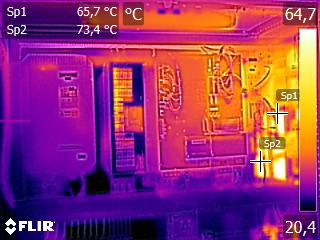 Sp1 65,7 °C °C 64,7
Sp2 73,4 °C
Sp1
Sp2
FLIR 20,4